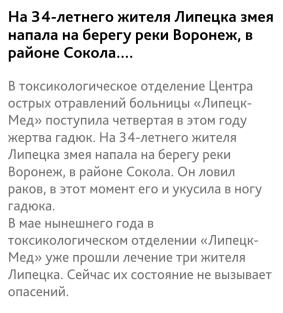 На 34-летнего жителя Липецка змея
напала на берегу реки Воронеж, в
районе Сокола....
В токсикологическое отделение Центра
острых отравлений больницы «Липецк-
Мед» поступила четвертая в этом году
жертва гадюк. На 34-летнего жителя
Липецка змея напала на берегу реки
Воронеж, в районе Сокола. Он ловил
раков, в этот момент его и укусила в ногу
гадюка.
В мае нынешнего года в
токсикологическом отделении «Липецк-
Мед» уже прошли лечение три жителя
Липецка. Сейчас их состояние не вызывает
опасений.